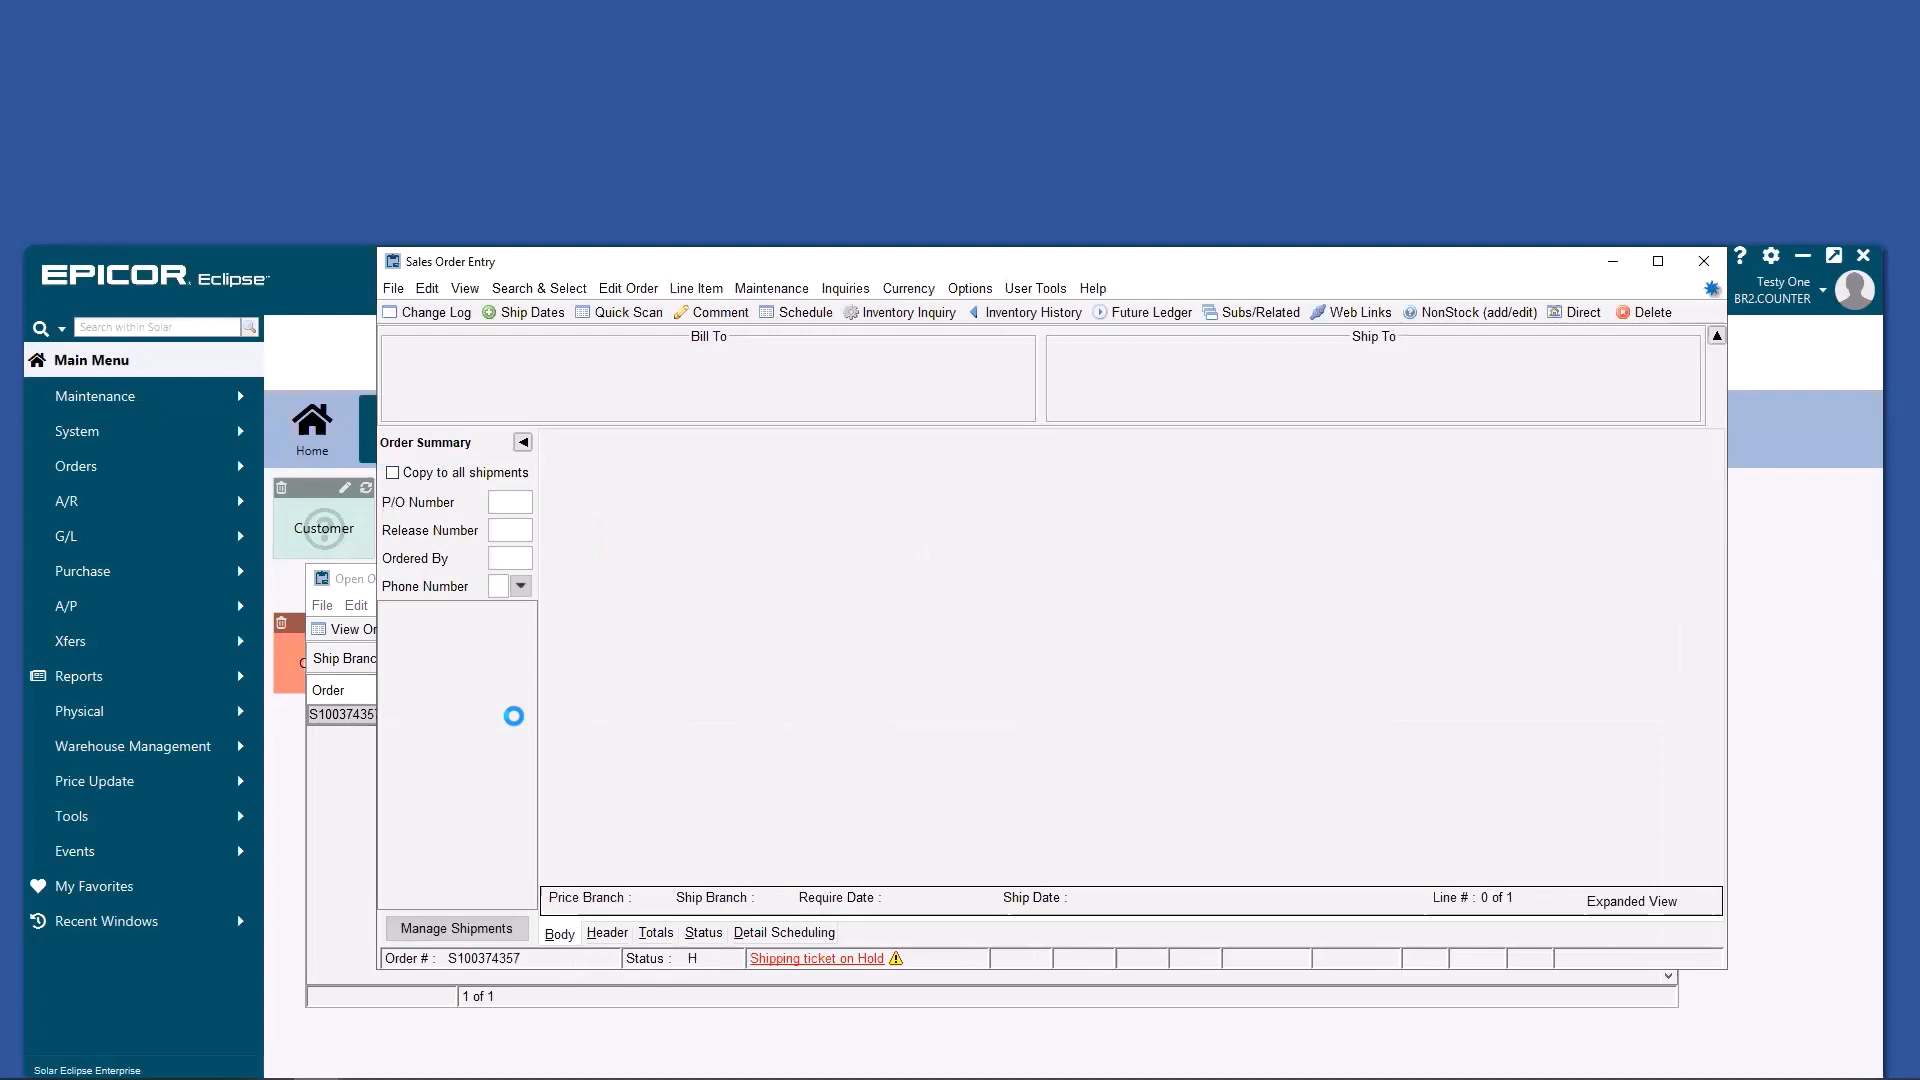 EPICOR Eclipse
Search within Solar
Main Menu
Maintenance
System
Orders
A/R
G/L
Purchase
A/P
Xfers
Reports
Physical
Warehouse Management
Price Update
Tools
Events
My Favorites
Recent Windows
Solar Eclipse Enterprise
Home
Customer
Open O
File Edit
View Or
Ship Branc
Order
S100374357
1 of 1
Sales Order Entry
File Edit View Search & Select Edit Order Line Item Maintenance Inquiries Currency Options User Tools Help
Change Log Ship Dates Quick Scan Comment Schedule Inventory Inquiry Inventory History Future Ledger Subs/Related Web Links NonStock (add/edit) Direct Delete
Bill To Ship To
Order Summary
Copy to all shipments
P/O Number
Release Number
Ordered By
Phone Number
Price Branch : Ship Branch : Require Date : Ship Date : Line # : 0 of 1 Expanded View
Manage Shipments Body Header Totals Status Detail Scheduling
Order # : S100374357 Status : H Shipping ticket on Hold
Testy One
BR2.COUNTER